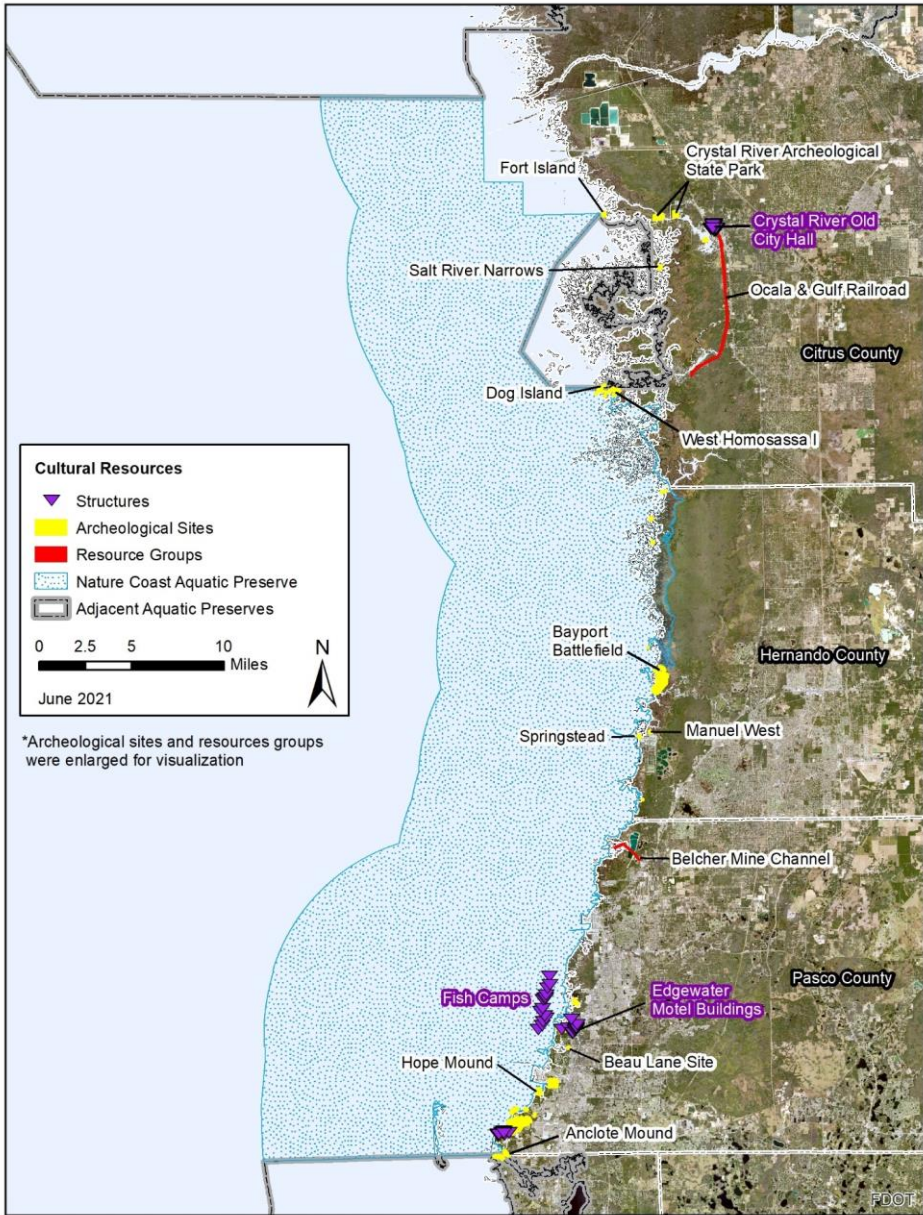 Fort Island
Crystal River Archeological
State Park
Crystal River Old
City Hall
Salt River Narrows
Ocala & Gulf Railroad
Citrus County
Dog Island
West Homosassa I
Cultural Resources
Structures
Archeological Sites
Resource Groups
Nature Coast Aquatic Preserve
Adjacent Aquatic Preserves
0 2.5 5 10
Miles
N
June 2021
*Archeological sites and resources groups
were enlarged for visualization
Bayport
Battlefield
Hernando County
Springstead
Manuel West
Belcher Mine Channel
Pasco County
Fish Camps
Edgewater
Motel Buildings
Hope Mound
Beau Lane Site
Anclote Mound
FDOT